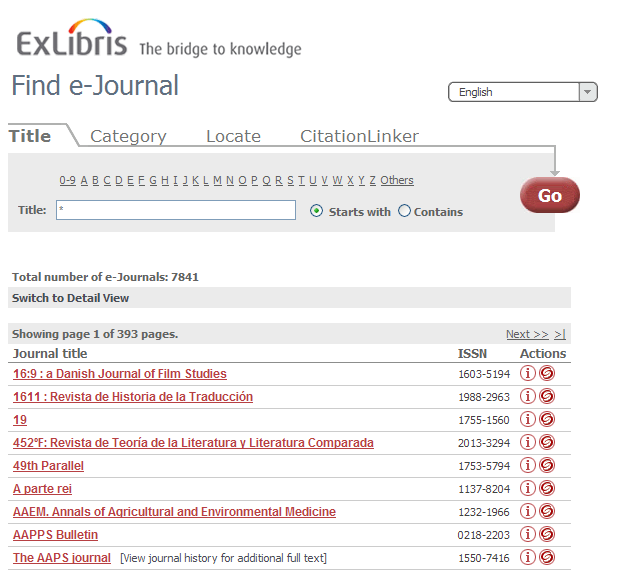 ExLibris The bridge to knowledge
Find e-Journal
English
Title Category Locate CitationLinker
0-9 A B C D E F G H I J K L M N O P Q R S T U V W X Y Z Others
Title: * Starts with Contains
Go
Total number of e-Journals: 7841
Switch to Detail View
Showing page 1 of 393 pages. Next >> >|
Journal title ISSN Actions
16:9 : a Danish Journal of Film Studies 1603-5194
1611 : Revista de Historia de la Traducción 1988-2963
19 1755-1560
452ºF: Revista de Teoría de la Literatura y Literatura Comparada 2013-3294
49th Parallel 1753-5794
A parte rei 1137-8204
AAEM. Annals of Agricultural and Environmental Medicine 1232-1966
AAPPS Bulletin 0218-2203
The AAPS journal [View journal history for additional full text] 1550-7416